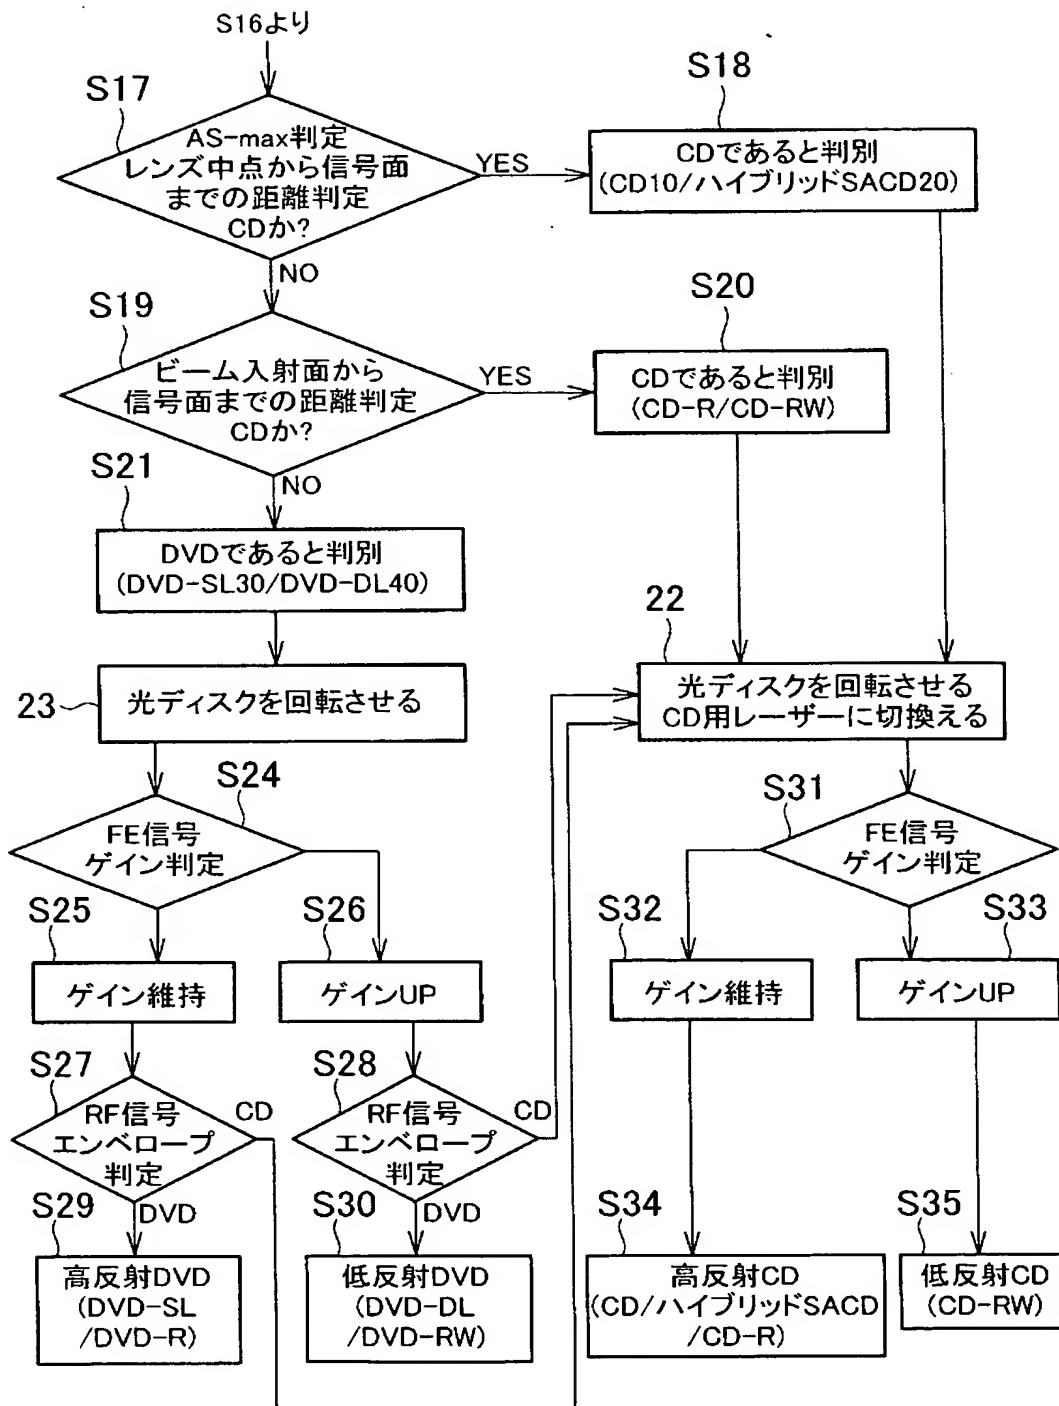 S16より
S17
AS-max判定
レンズ中点から信号面
までの距離判定
CDか?
YES
NO
S18
CDであると判別
(CD10/ハイブリッドSACD20)
S19
ビーム入射面から
信号面までの距離判定
CDか?
YES
NO
S20
CDであると判別
(CD-R/CD-RW)
S21
DVDであると判別
(DVD-SL30/DVD-DL40)
22
光ディスクを回転させる
CD用レーザーに切換える
23
光ディスクを回転させる
S24
FE信号
ゲイン判定
S31
FE信号
ゲイン判定
S25
ゲイン維持
S26
ゲインUP
S32
ゲイン維持
S33
ゲインUP
S27
RF信号
エンベロープ
判定
CD
DVD
S28
RF信号
エンベロープ
判定
CD
DVD
S29
高反射DVD
(DVD-SL
/DVD-R)
S30
低反射DVD
(DVD-DL
/DVD-RW)
S34
高反射CD
(CD/ハイブリッドSACD
/CD-R)
S35
低反射CD
(CD-RW)